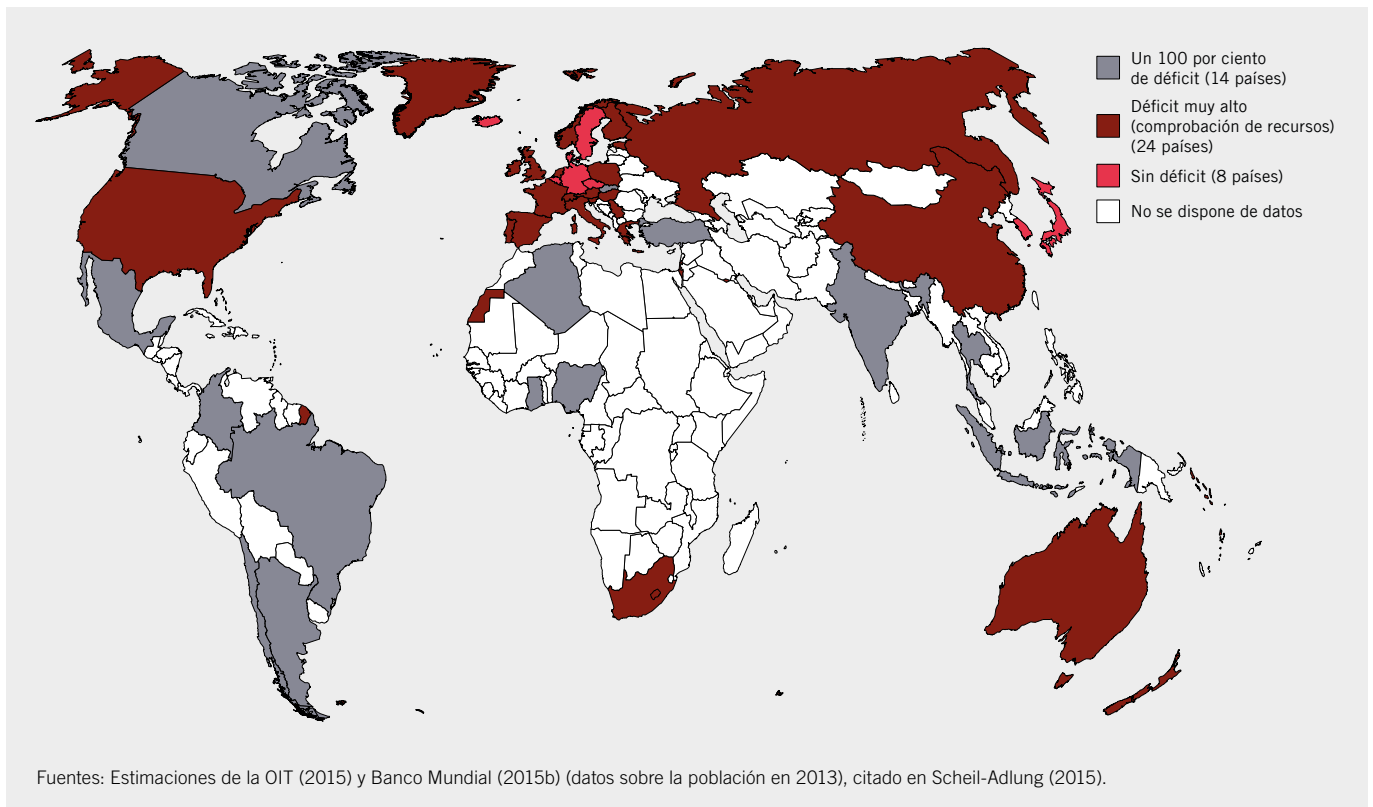 Un 100 por ciento
de déficit (14 países)
Déficit muy alto
(comprobación de recursos)
(24 países)
Sin déficit (8 países)
No se dispone de datos
Fuentes: Estimaciones de la OIT (2015) y Banco Mundial (2015b) (datos sobre la población en 2013), citado en Scheil-Adlung (2015).